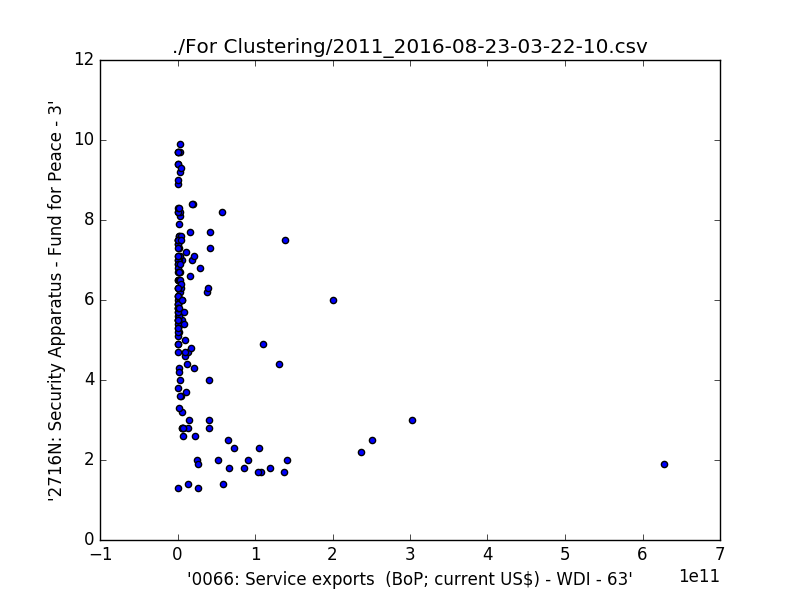 ./For Clustering/2011_2016-08-23-03-22-10.csv
12
10
8
6
4
2
0
'2716N: Security Apparatus - Fund for Peace - 3'
−1 0 1 2 3 4 5 6 7
1e11
'0066: Service exports (BoP; current US$) - WDI - 63'